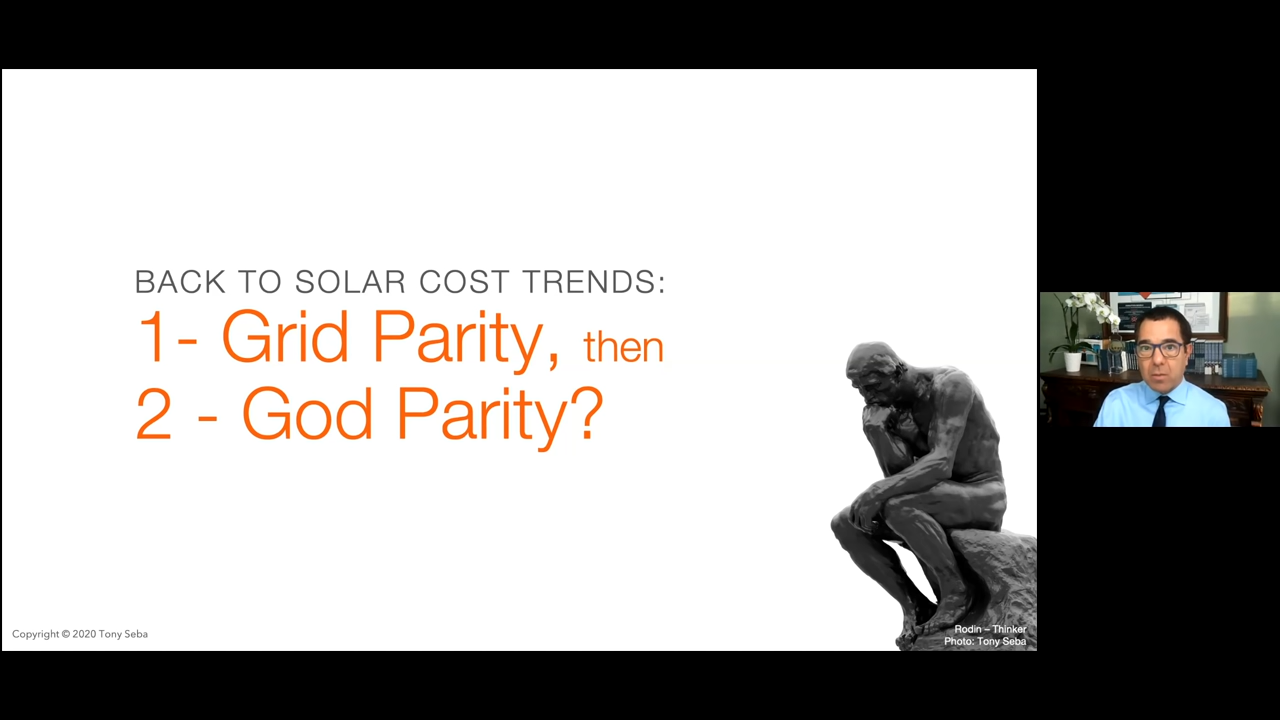 BACK TO SOLAR COST TRENDS:
1- Grid Parity, then
2 - God Parity?
Rodin – Thinker
Photo: Tony Seba
Copyright © 2020 Tony Seba